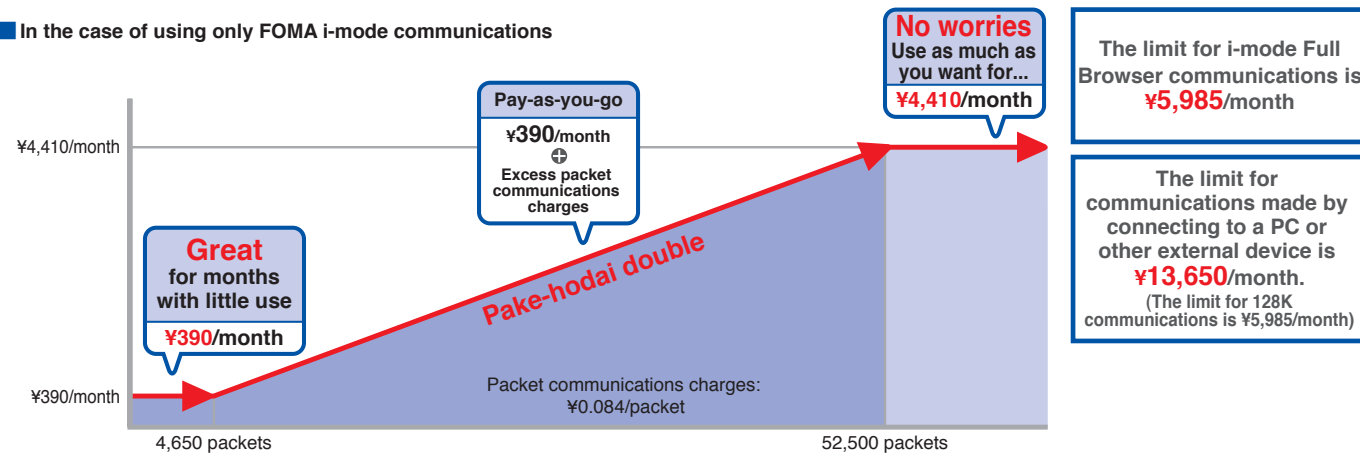 In the case of using only FOMA i-mode communications
No worries
Use as much as
you want for...
¥4,410/month
The limit for i-mode Full
Browser communications is
¥5,985/month
Pay-as-you-go
¥390/month
+
Excess packet
communications
charges
¥4,410/month
The limit for
communications made by
connecting to a PC or
other external device is
¥13,650/month.
(The limit for 128K
communications is ¥5,985/month)
Great
for months
with little use
¥390/month
Pake-hodai double
Packet communications charges:
¥0.084/packet
¥390/month
4,650 packets
52,500 packets